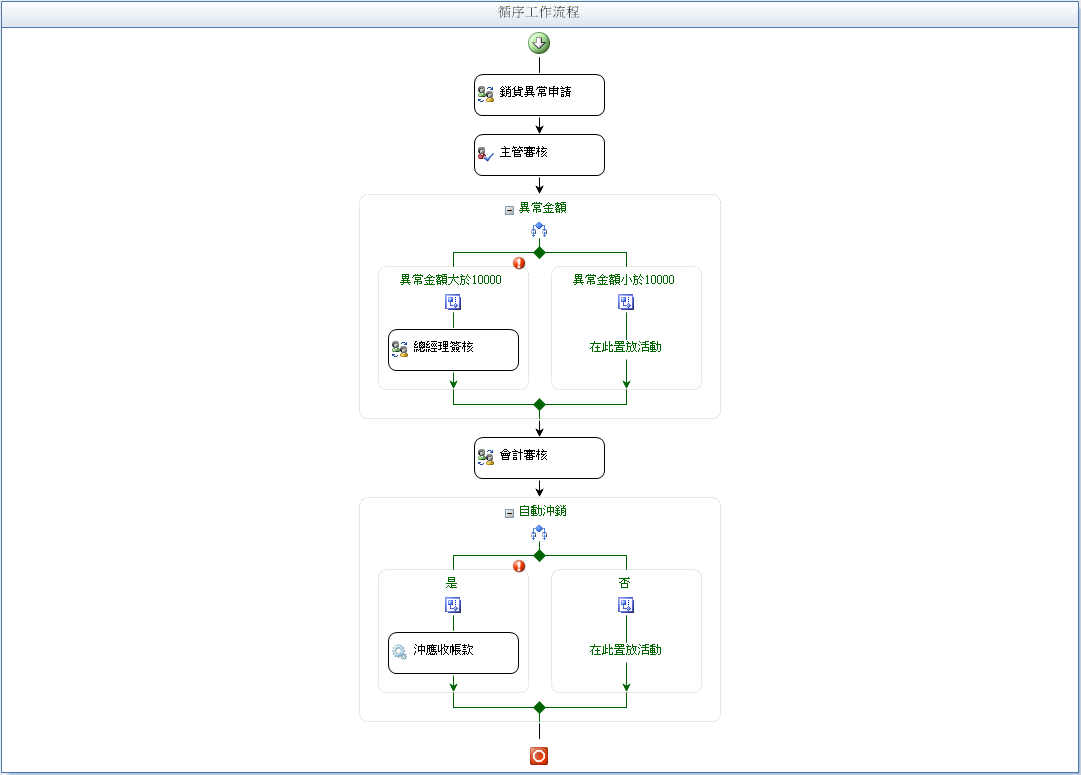 循序工作流程
銷貨異常申請
主管審核
異常金額
異常金額大於10000
異常金額小於10000
總經理簽核
在此置放活動
會計審核
自動沖銷
是
否
沖應收帳款
在此置放活動